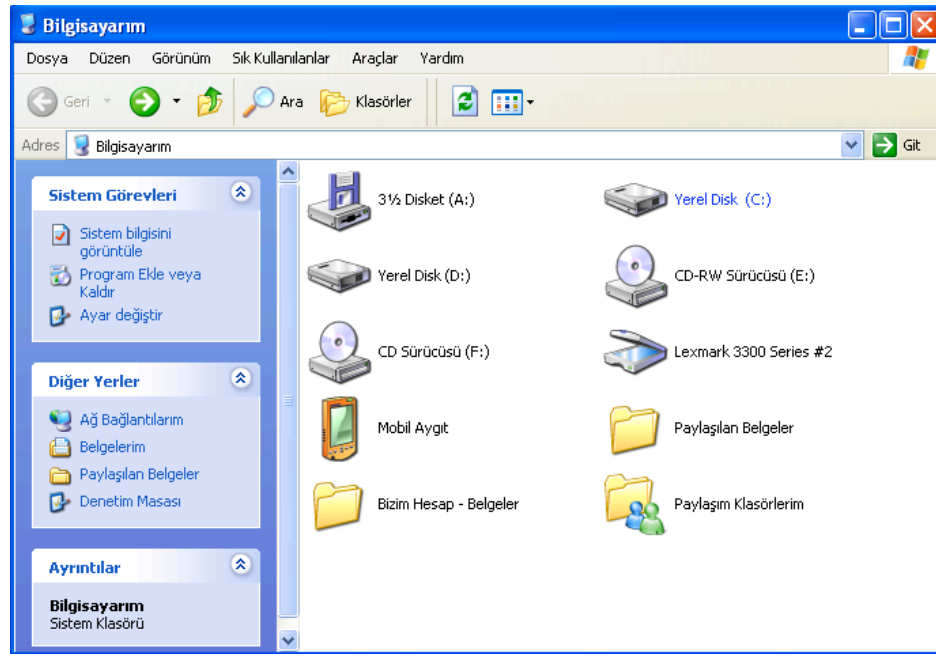 Bilgisayarım
Dosya Düzen Görünüm Sık Kullanılanlar Araçlar Yardım
Geri Ara Klasörler
Adres Bilgisayarım Git
Sistem Görevleri
Sistem bilgisini
görüntüle
Program Ekle veya
Kaldır
Ayar değiştir
Diğer Yerler
Ağ Bağlantılarım
Belgelerim
Paylaşılan Belgeler
Denetim Masası
Ayrıntılar
Bilgisayarım
Sistem Klasörü
3½ Disket (A:) Yerel Disk (C:)
Yerel Disk (D:) CD-RW Sürücüsü (E:)
CD Sürücüsü (F:) Lexmark 3300 Series #2
Mobil Aygıt Paylaşılan Belgeler
Bizim Hesap - Belgeler Paylaşım Klasörlerim